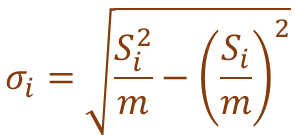 σ_i = √(S_i^2/m − (S_i/m)^2)